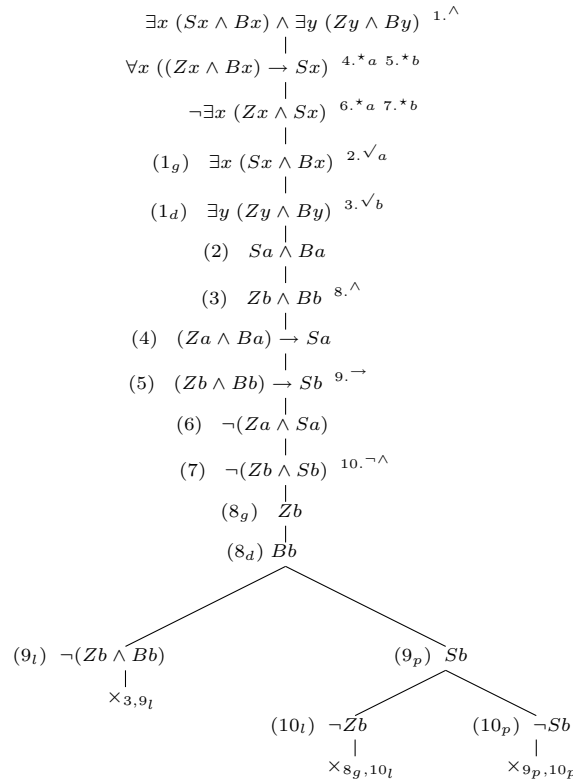 ∃x (Sx ∧ Bx) ∧ ∃y (Zy ∧ By) 1.∧
∀x ((Zx ∧ Bx) → Sx) 4.⋆a 5.⋆b
¬∃x (Zx ∧ Sx) 6.⋆a 7.⋆b
(1g) ∃x (Sx ∧ Bx) 2.√a
(1d) ∃y (Zy ∧ By) 3.√b
(2) Sa ∧ Ba
(3) Zb ∧ Bb 8.∧
(4) (Za ∧ Ba) → Sa
(5) (Zb ∧ Bb) → Sb 9.→
(6) ¬(Za ∧ Sa)
(7) ¬(Zb ∧ Sb) 10.¬∧
(8g) Zb
(8d) Bb
(9l) ¬(Zb ∧ Bb) (9p) Sb
×3,9l
(10l) ¬Zb (10p) ¬Sb
×8g,10l ×9p,10p